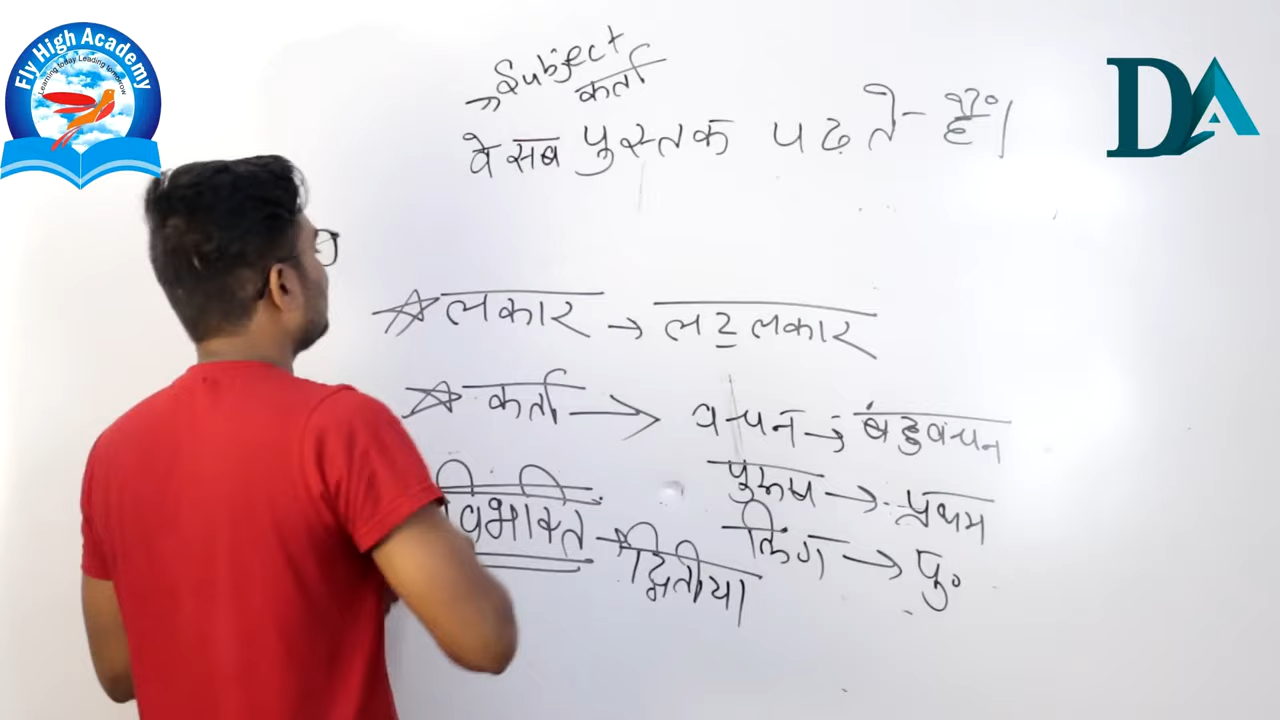 Fly High Academy
Learning today Leading tomorrow
DA
Subject
कर्ता
वे सब पुस्तक पढ़ते हैं।
लकार → लट् लकार
कर्ता → वचन → बहुवचन
पुरूष → प्रथम
लिंग → पु०
विभक्ति → द्वितीया